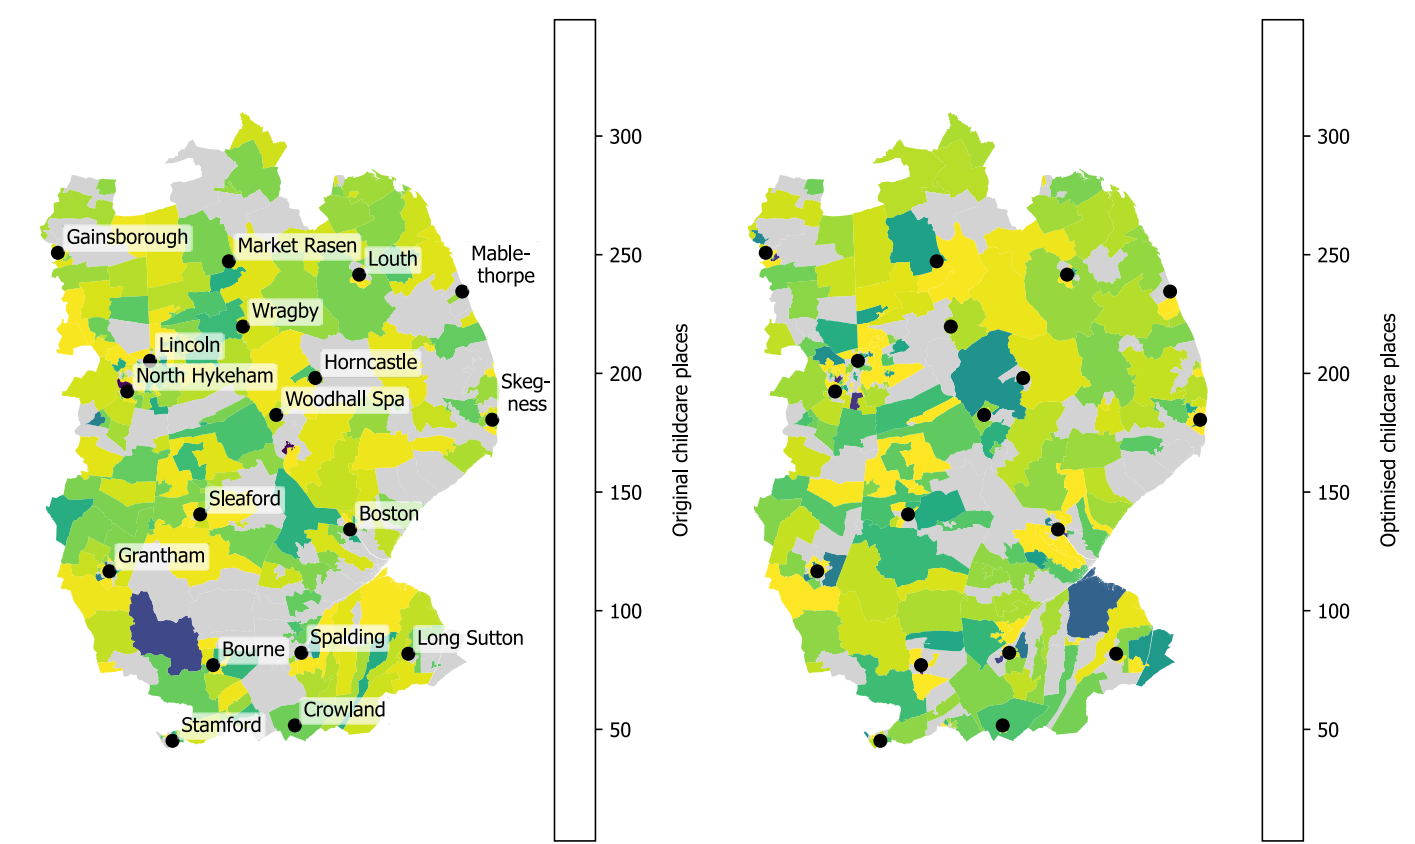 Gainsborough
Market Rasen
Louth
Mable-
thorpe
Wragby
Lincoln
Horncastle
North Hykeham
Skeg-
ness
Woodhall Spa
Sleaford
Boston
Grantham
Spalding
Long Sutton
Bourne
Crowland
Stamford
300
250
200
150
100
50
Original childcare places
300
250
200
150
100
50
Optimised childcare places